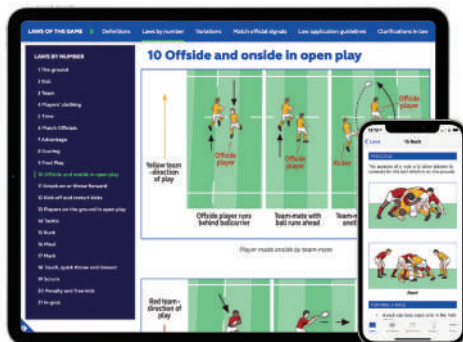 LAWS OF THE GAME
Definitions
Laws by number
Variations
Match official signals
Law application guidelines
Clarifications in law
LAWS BY NUMBER
1 The ground
2 Ball
3 Team
4 Players' clothing
5 Time
6 Match Officials
7 Advantage
8 Scoring
9 Foul Play
10 Offside and onside in open play
11 Knock-on or throw forward
12 Kick-off and restart kicks
13 Players on the ground in open play
14 Tackle
15 Ruck
16 Maul
17 Mark
18 Touch, quick throw and lineout
19 Scrum
20 Penalty and free-kick
21 In-goal
10 Offside and onside in open play
Yellow team –
direction
of play
Offside
player
Offside
player
Kicker
Offside
player
Offside player runs
behind ballcarrier
Team-mate with
ball runs ahead
Player made onside by team-mate
Red team –
direction of
play
Laws
15 Ruck